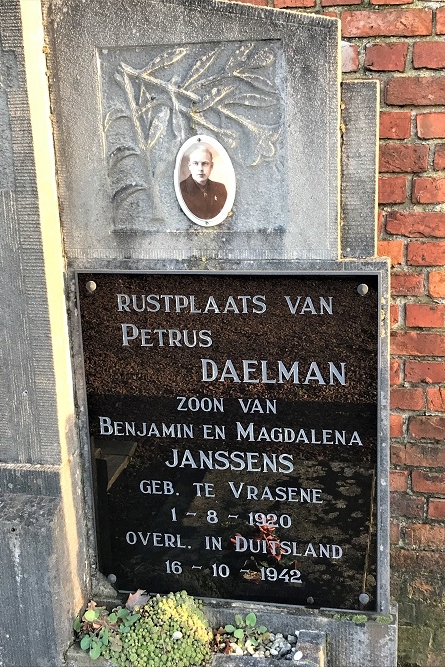 RUSTPLAATS VAN
PETRUS
DAELMAN
ZOON VAN
BENJAMIN EN MAGDALENA
JANSSENS
GEB. TE VRASENE
1 - 8 - 1920
OVERL. IN DUITSLAND
16 - 10 - 1942